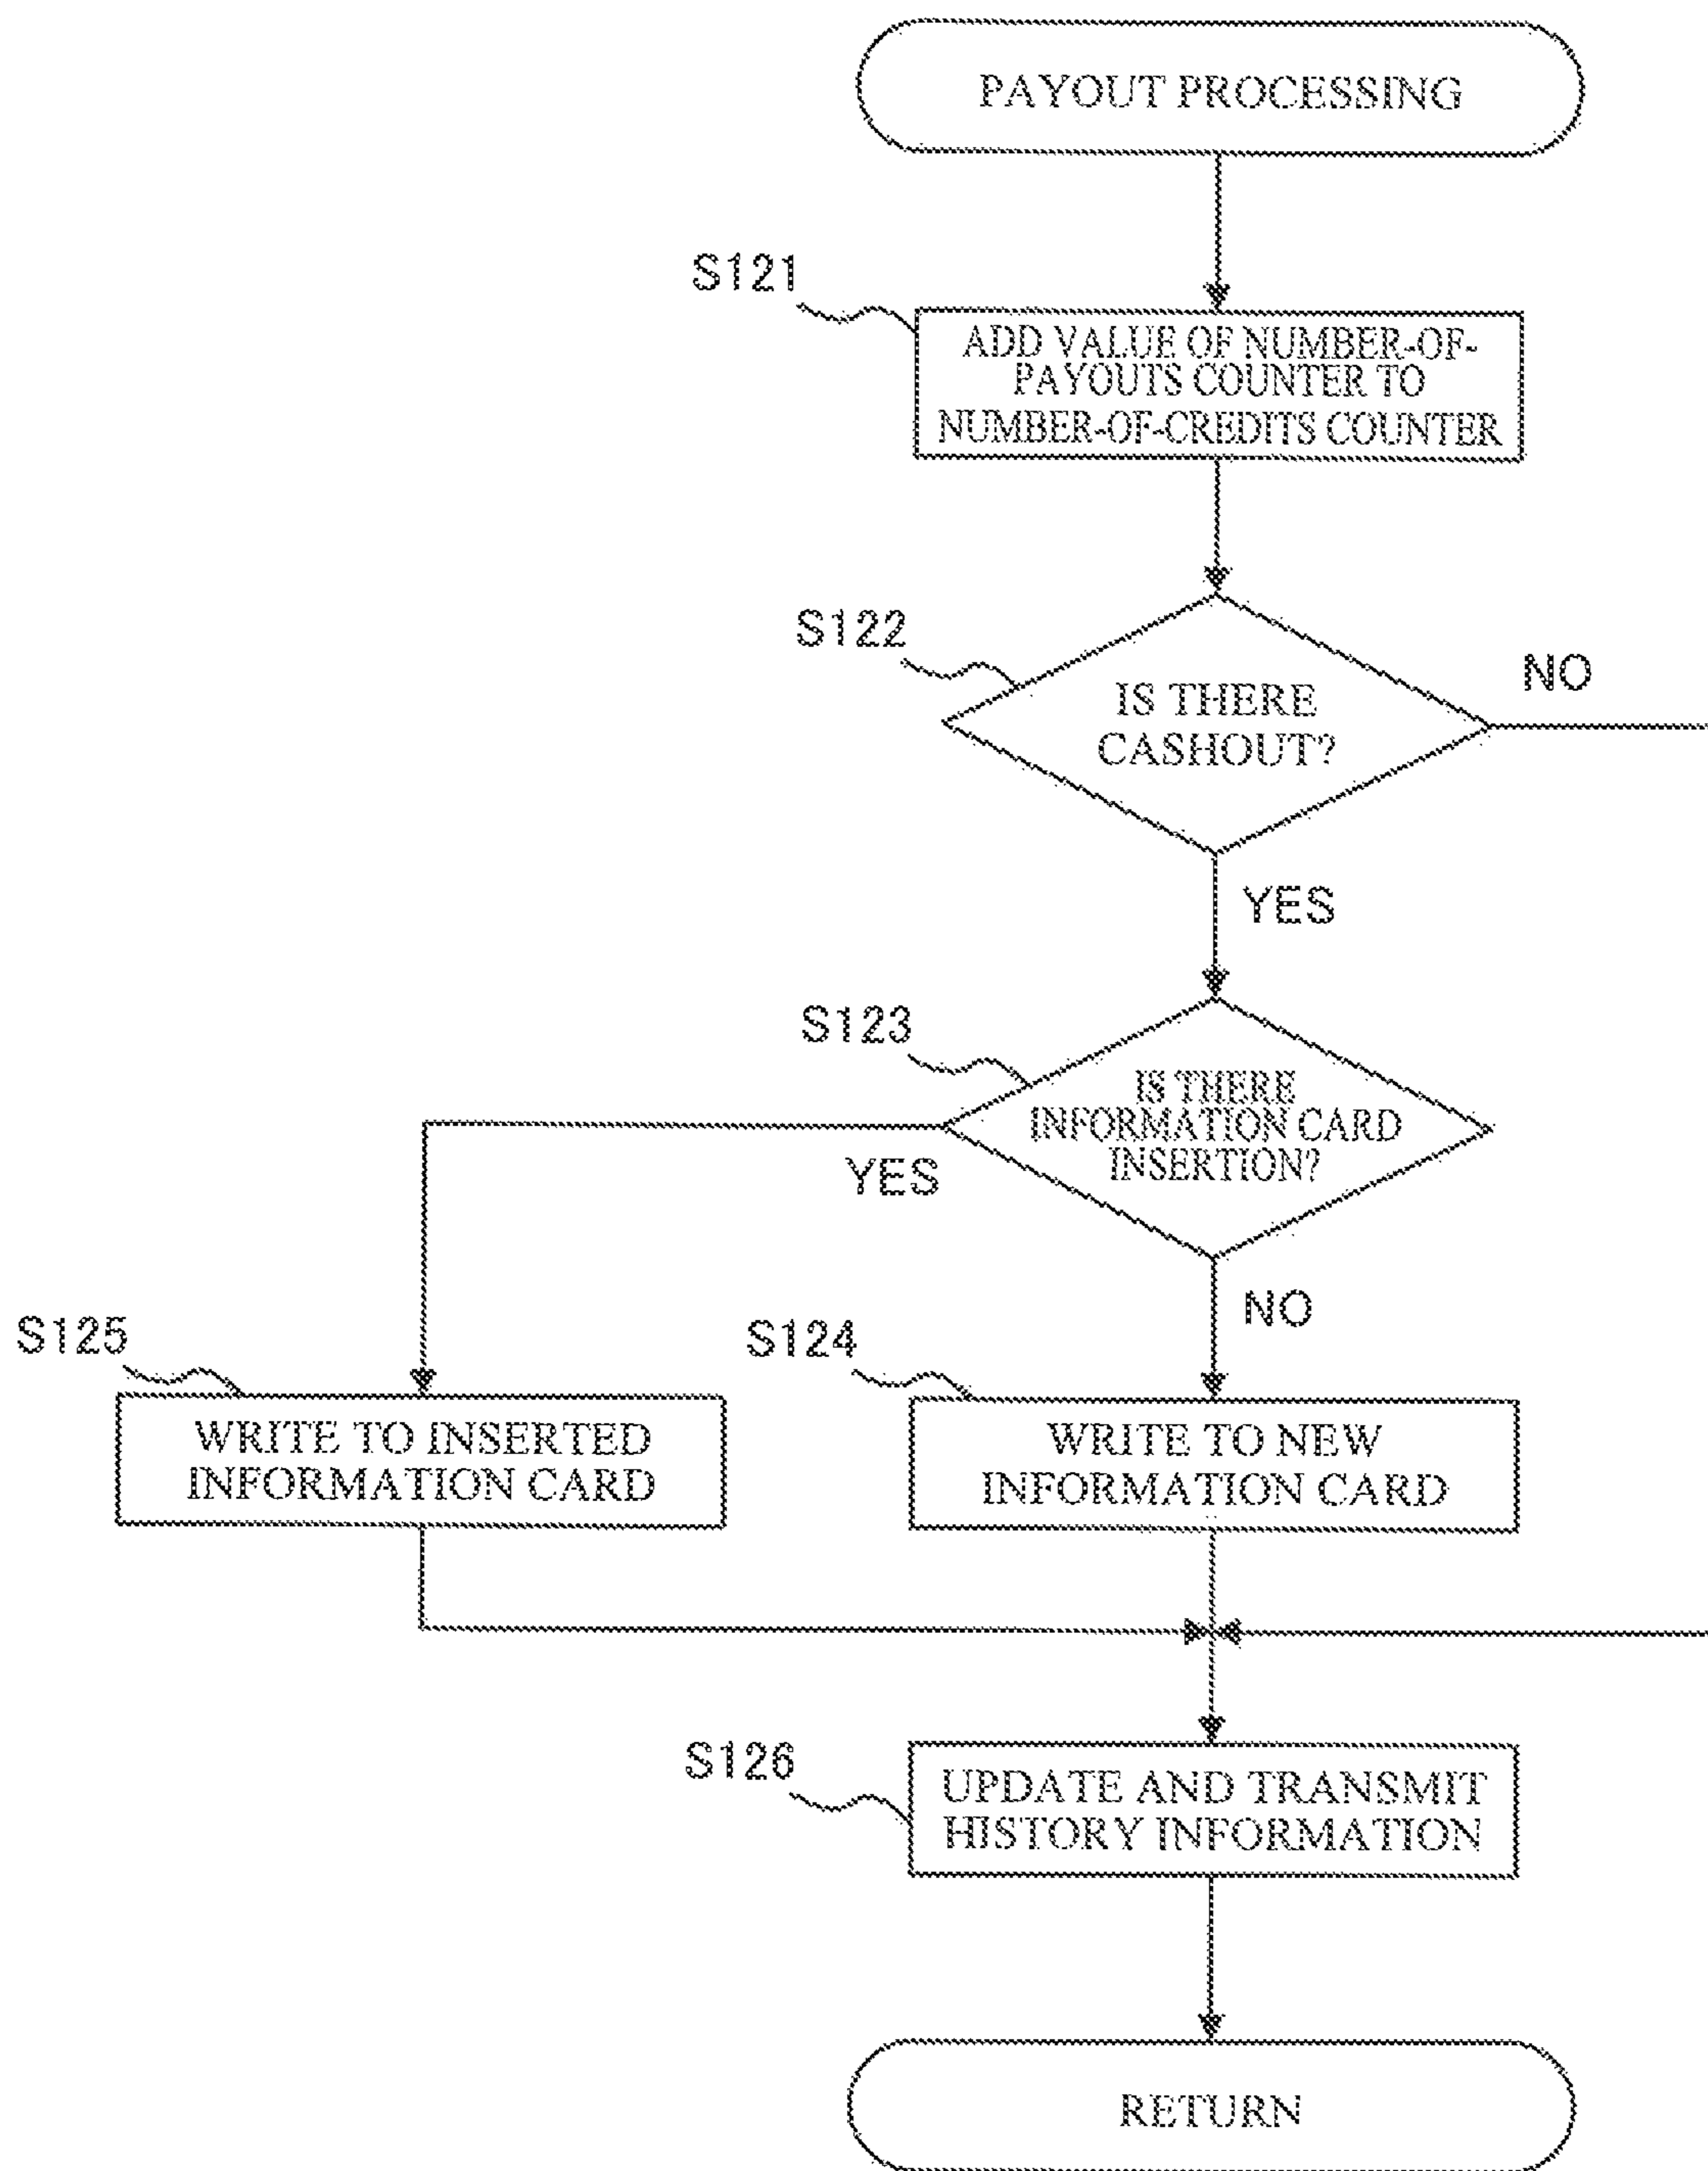 PAYOUT PROCESSING
S121
ADD VALUE OF NUMBER-OF-
PAYOUTS COUNTER TO
NUMBER-OF-CREDITS COUNTER
S122
IS THERE
CASHOUT?
NO
YES
S123
IS THERE
INFORMATION CARD
INSERTION?
YES
NO
S125
WRITE TO INSERTED
INFORMATION CARD
S124
WRITE TO NEW
INFORMATION CARD
S126
UPDATE AND TRANSMIT
HISTORY INFORMATION
RETURN